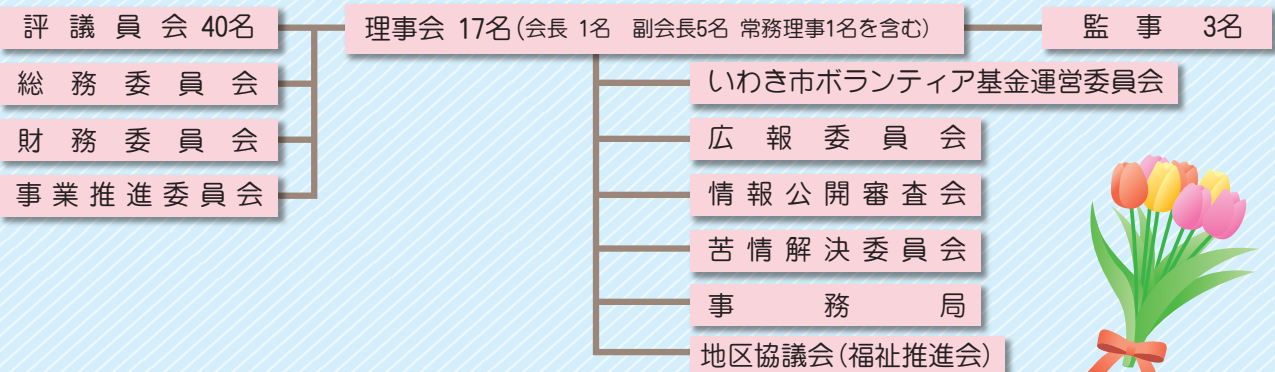 評議員会 40名
理事会 17名(会長 1名 副会長5名 常務理事1名を含む)
監事 3名
総務委員会
財務委員会
事業推進委員会
いわき市ボランティア基金運営委員会
広報委員会
情報公開審査会
苦情解決委員会
事務局
地区協議会(福祉推進会)